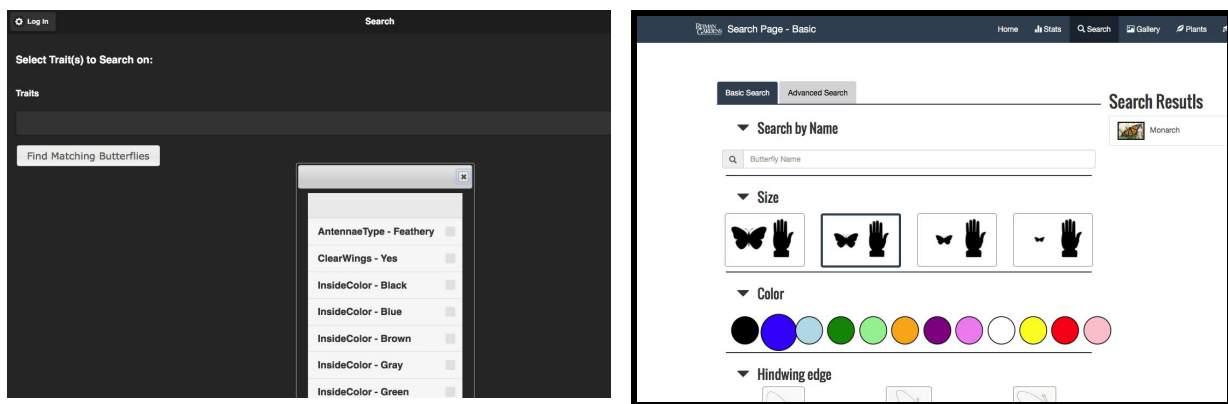 Log in
Search
Select Trait(s) to Search on:
Traits
Find Matching Butterflies
AntennaeType - Feathery
ClearWings - Yes
InsideColor - Black
InsideColor - Blue
InsideColor - Brown
InsideColor - Gray
InsideColor - Green
REIMAN GARDENS Search Page - Basic
Home Stats Search Gallery Plants
Basic Search Advanced Search
Search Resutls
Monarch
Search by Name
Butterfly Name
Size
Color
Hindwing edge